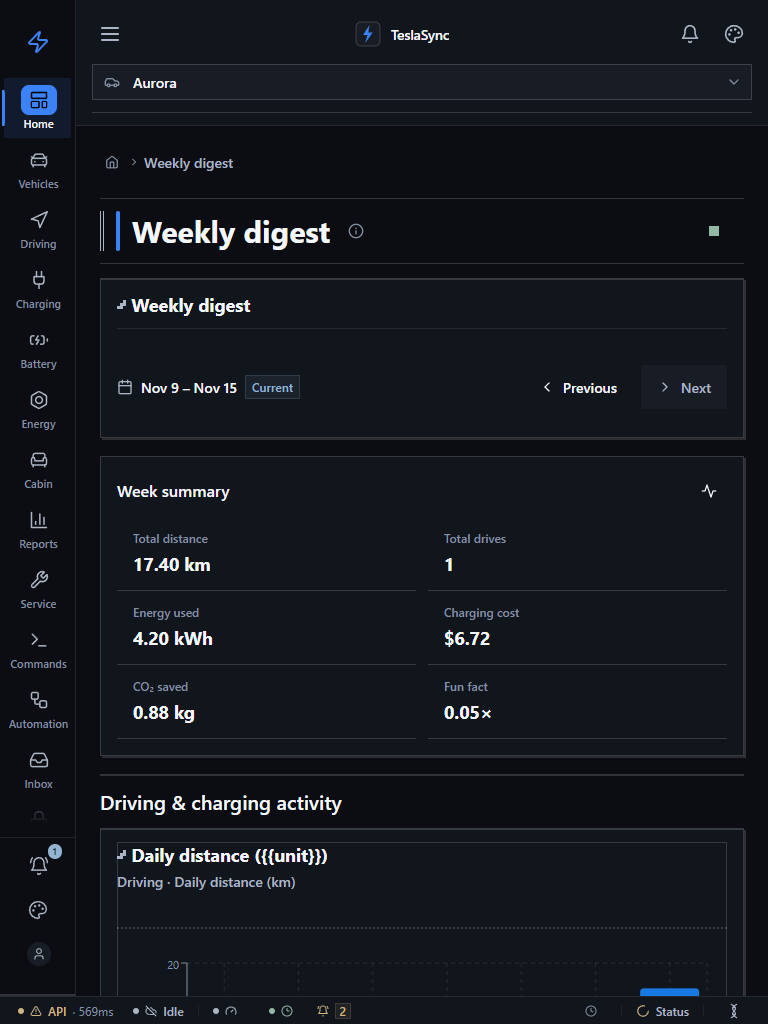 TeslaSync
Aurora
Home
Vehicles
Driving
Charging
Battery
Energy
Cabin
Reports
Service
Commands
Automation
Inbox
1
Weekly digest
Weekly digest
Weekly digest
Nov 9 – Nov 15 Current Previous Next
Week summary
Total distance Total drives
17.40 km 1
Energy used Charging cost
4.20 kWh $6.72
CO₂ saved Fun fact
0.88 kg 0.05×
Driving & charging activity
Daily distance ({{unit}})
Driving · Daily distance (km)
20
API · 569ms Idle 2 Status